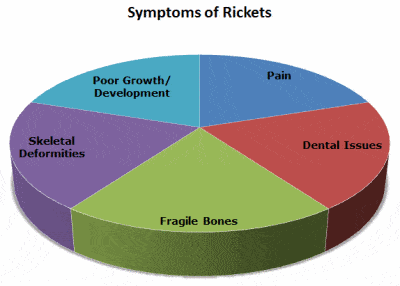 Symptoms of Rickets
Poor Growth/
Development
Pain
Skeletal
Deformities
Dental Issues
Fragile Bones